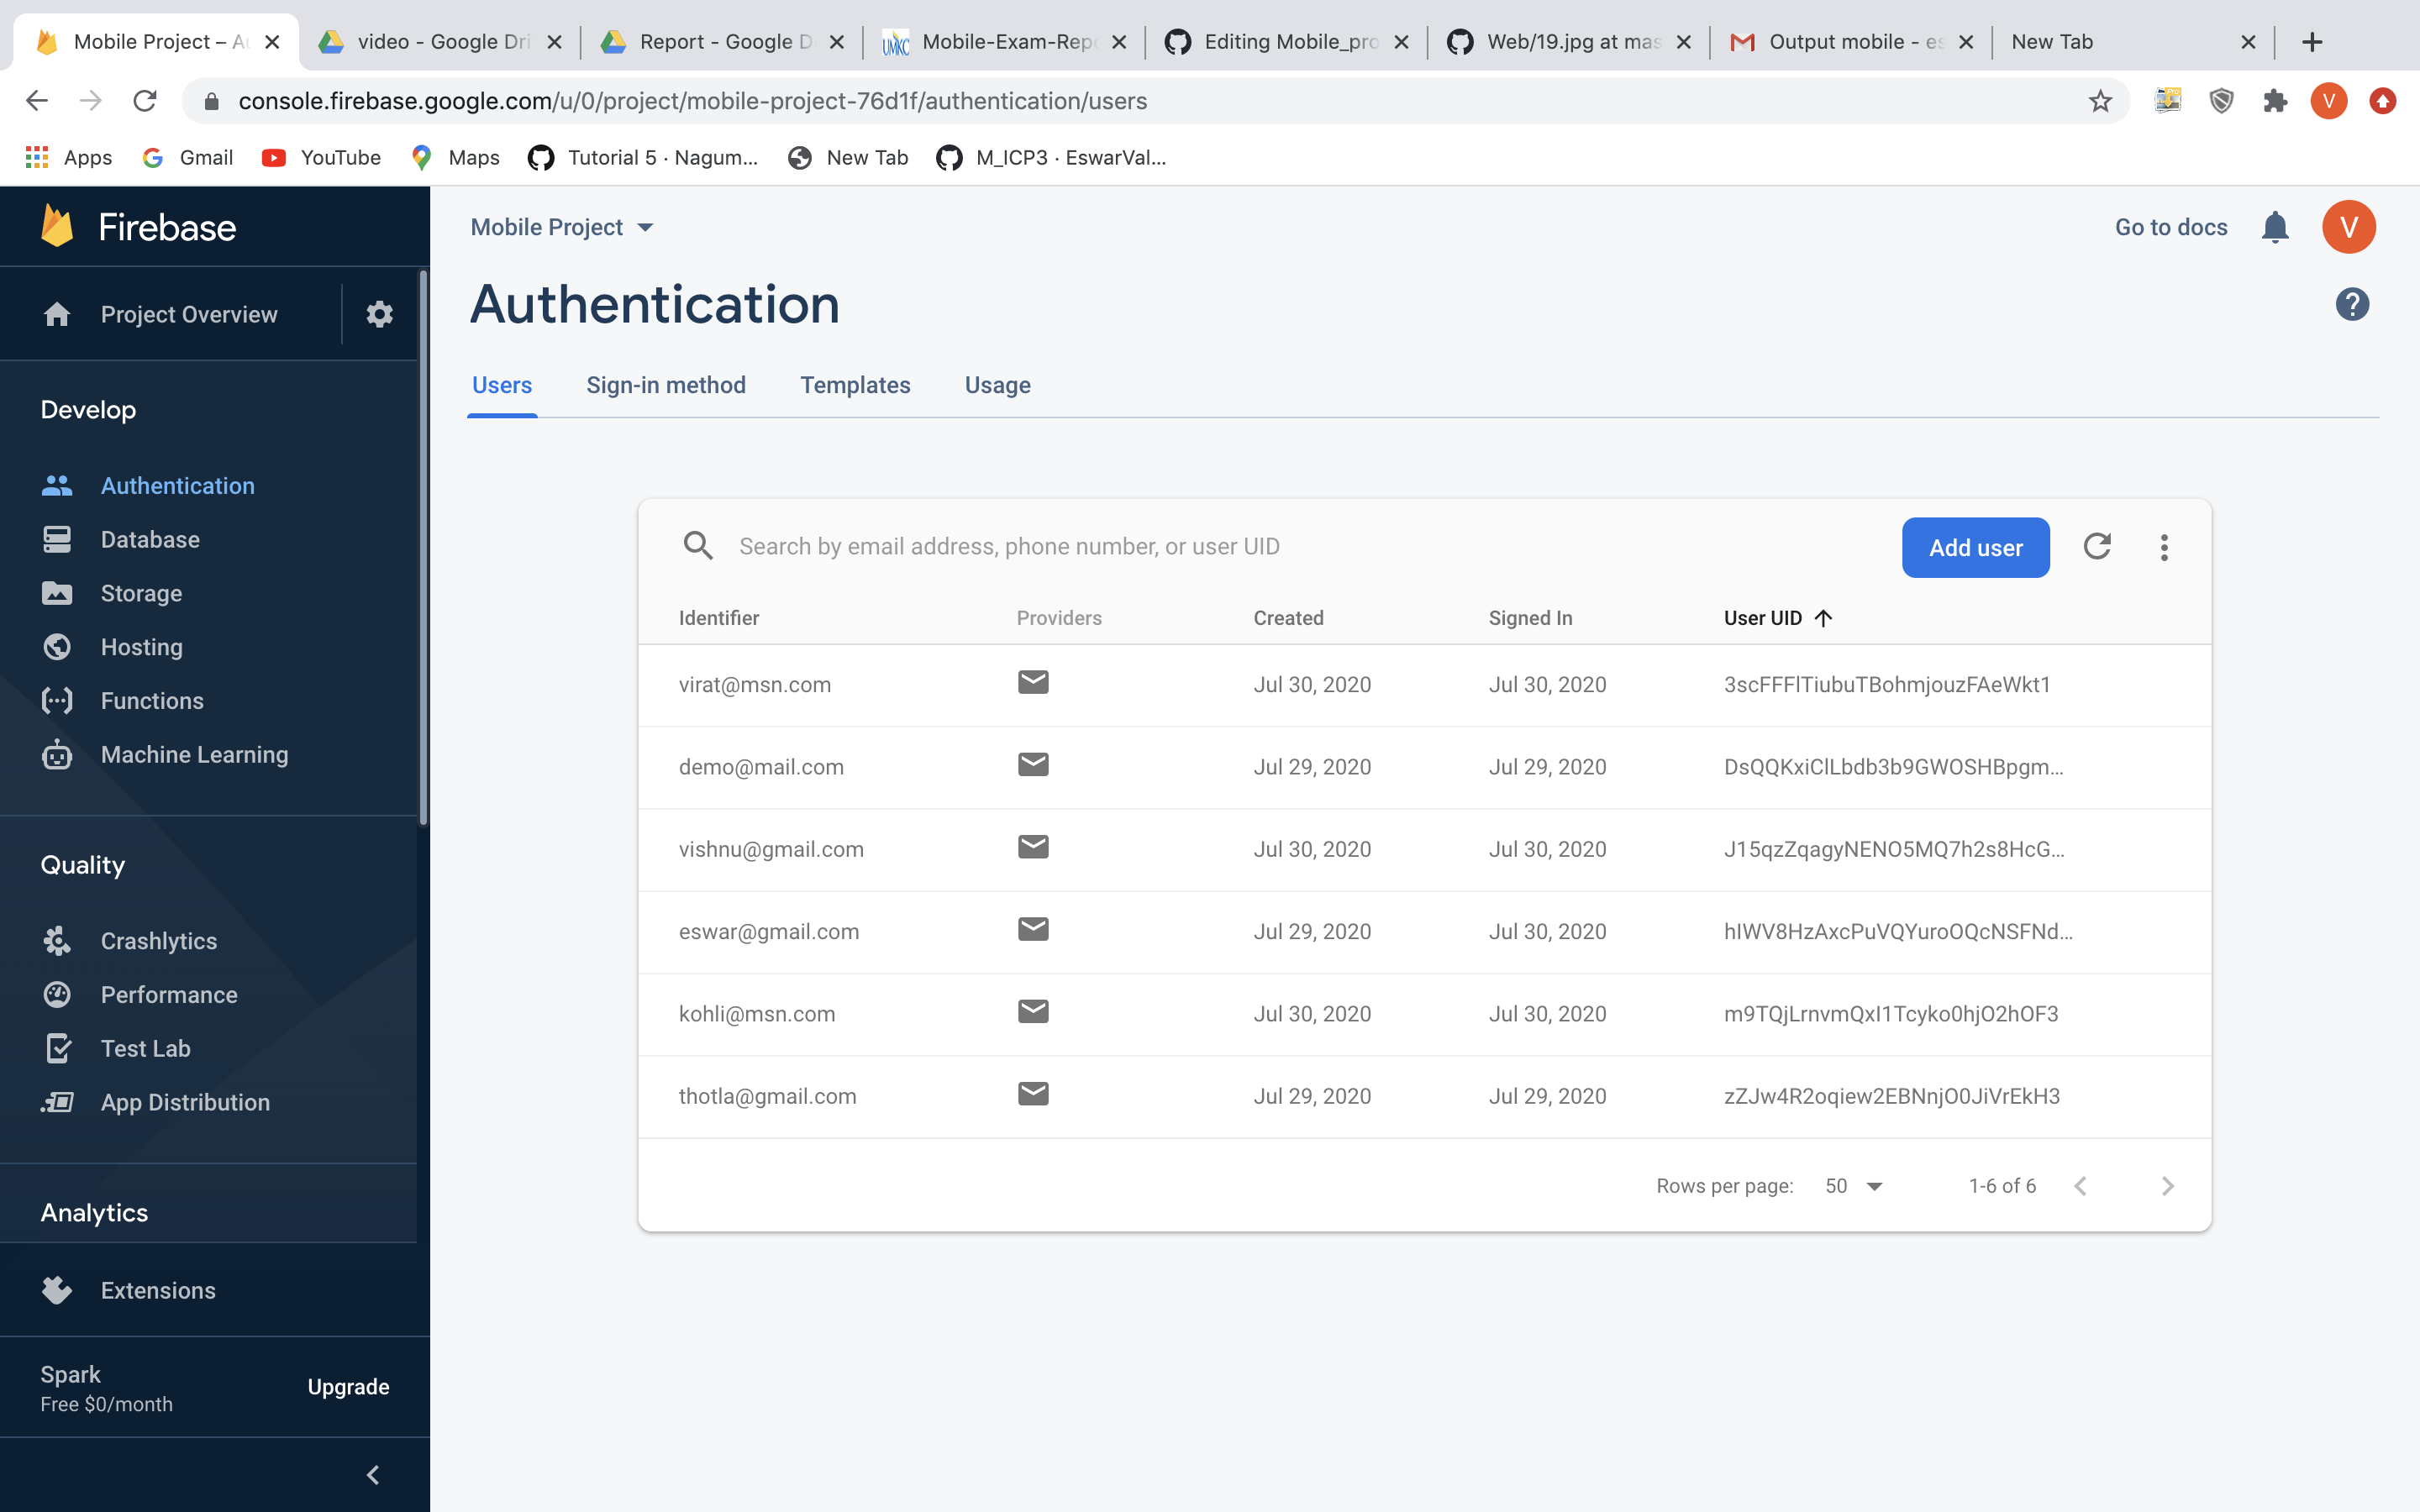 Mobile Project – Au
video - Google Dri
Report - Google D
UMKC
Mobile-Exam-Repo
Editing Mobile_pro
Web/19.jpg at mas
Output mobile - es
New Tab
console.firebase.google.com/u/0/project/mobile-project-76d1f/authentication/users
V
Apps
Gmail
YouTube
Maps
Tutorial 5 · Nagum...
New Tab
M_ICP3 · EswarVal...
Firebase
Project Overview
Develop
Authentication
Database
Storage
Hosting
Functions
Machine Learning
Quality
Crashlytics
Performance
Test Lab
App Distribution
Analytics
Extensions
Spark
Free $0/month
Upgrade
Mobile Project
Go to docs
V
Authentication
Users Sign-in method Templates Usage
Search by email address, phone number, or user UID
Add user
Identifier Providers Created Signed In User UID
virat@msn.com Jul 30, 2020 Jul 30, 2020 3scFFFlTiubuTBohmjouzFAeWkt1
demo@mail.com Jul 29, 2020 Jul 29, 2020 DsQQKxiClLbdb3b9GWOSHBpgm...
vishnu@gmail.com Jul 30, 2020 Jul 30, 2020 J15qzZqagyNENO5MQ7h2s8HcG...
eswar@gmail.com Jul 29, 2020 Jul 30, 2020 hIWV8HzAxcPuVQYuroOQcNSFNd...
kohli@msn.com Jul 30, 2020 Jul 30, 2020 m9TQjLrnvmQxI1Tcyko0hjO2hOF3
thotla@gmail.com Jul 29, 2020 Jul 29, 2020 zZJw4R2oqiew2EBNnjO0JiVrEkH3
Rows per page: 50 1-6 of 6